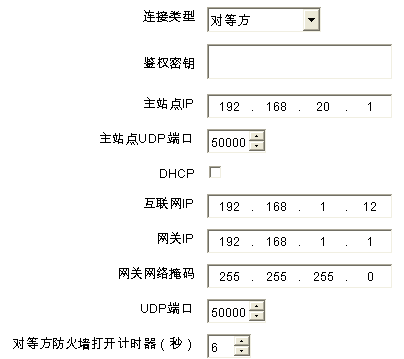 连接类型 对等方
鉴权密钥
主站点IP 192 . 168 . 20 . 1
主站点UDP端口 50000
DHCP
互联网IP 192 . 168 . 1 . 12
网关IP 192 . 168 . 1 . 1
网关网络掩码 255 . 255 . 255 . 0
UDP端口 50000
对等方防火墙打开计时器（秒） 6